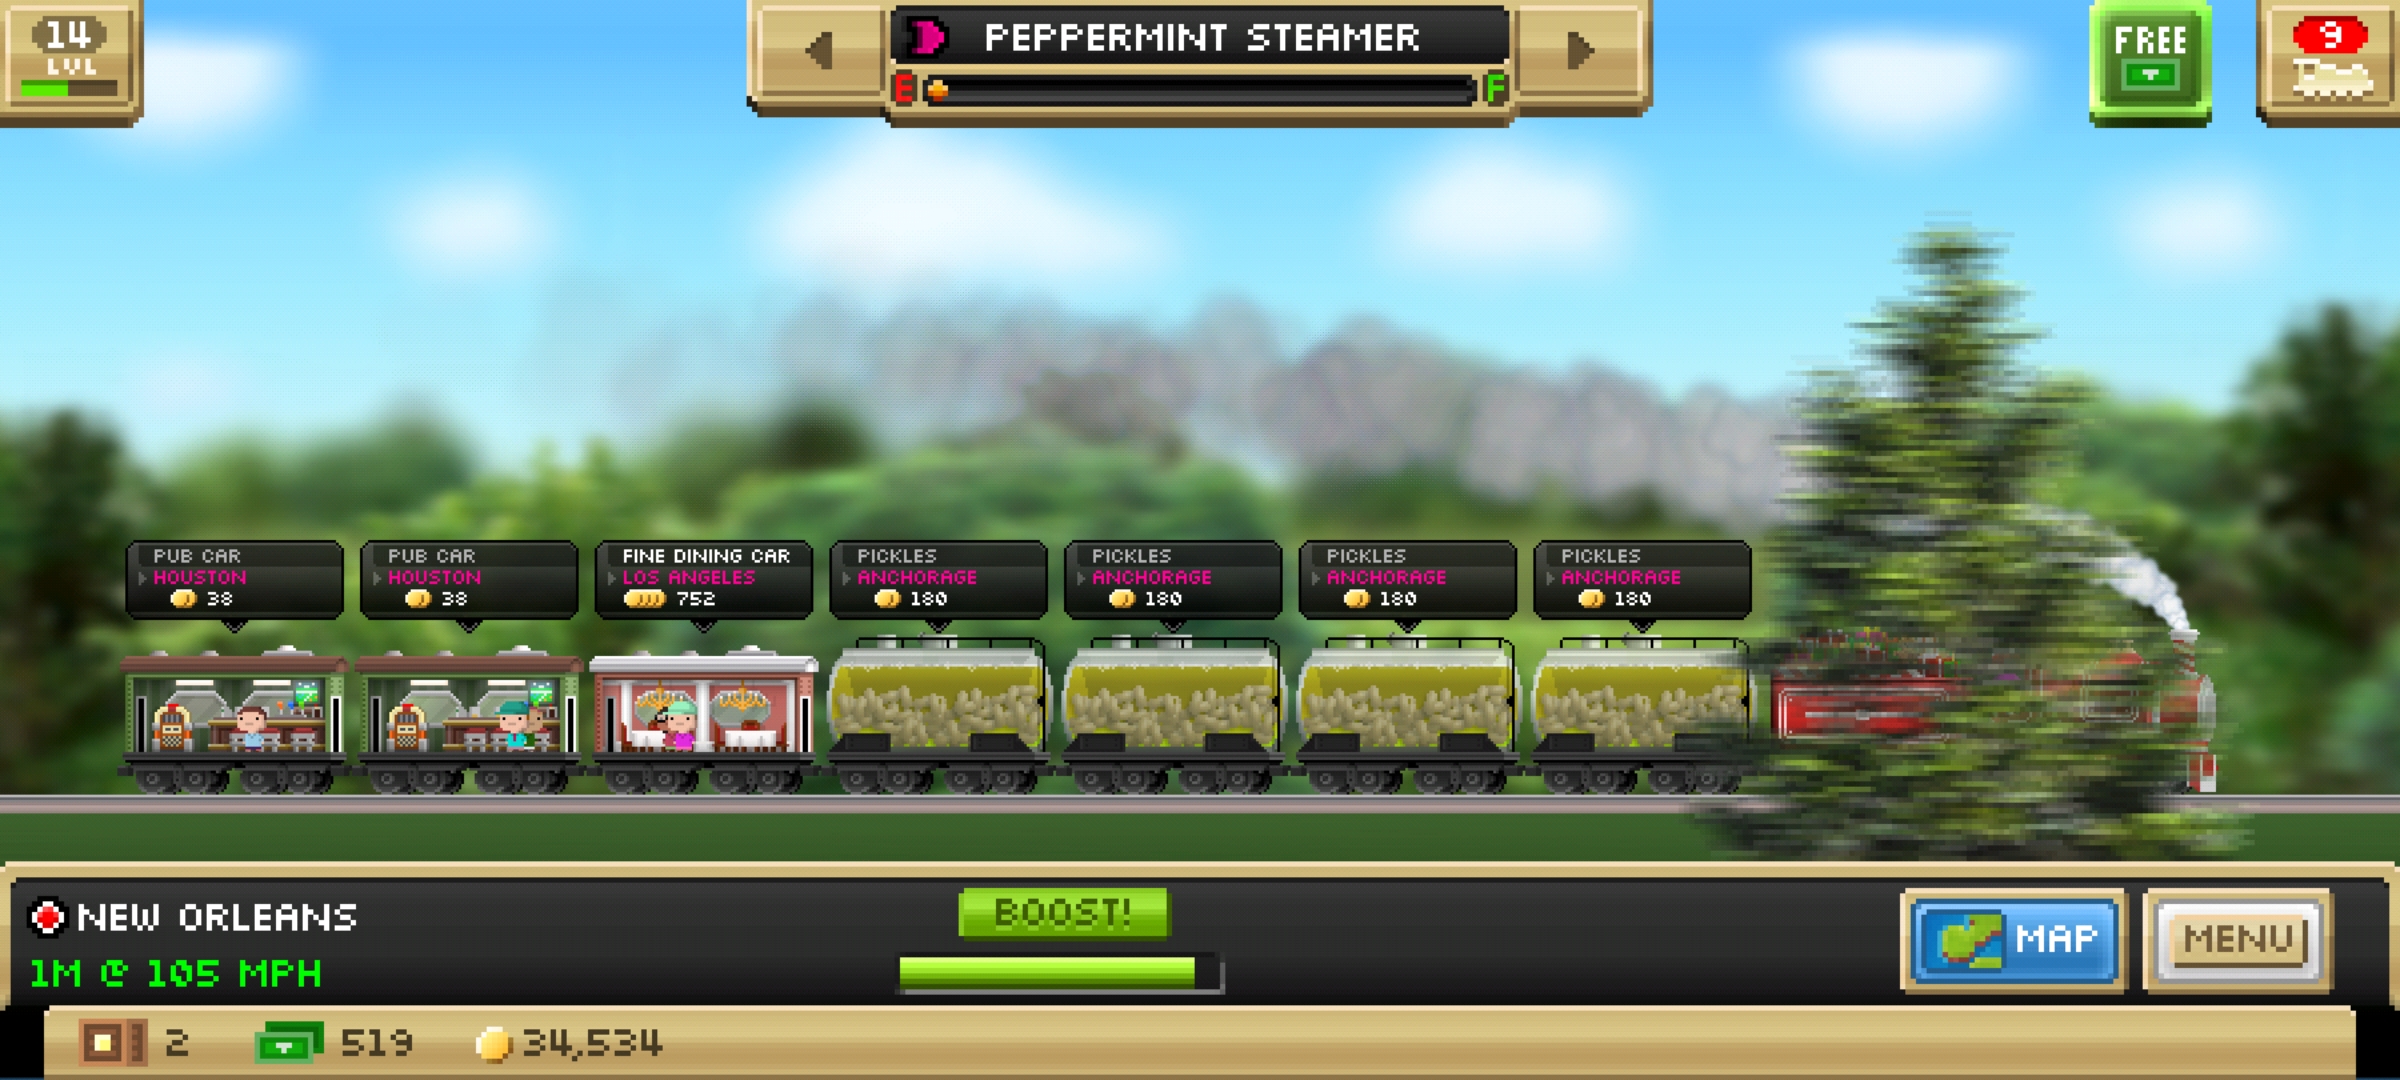 14
LVL
PEPPERMINT STEAMER
E F
FREE
9
PUB CAR
HOUSTON
38
PUB CAR
HOUSTON
38
FINE DINING CAR
LOS ANGELES
752
PICKLES
ANCHORAGE
180
PICKLES
ANCHORAGE
180
PICKLES
ANCHORAGE
180
PICKLES
ANCHORAGE
180
NEW ORLEANS
1M @ 105 MPH
BOOST!
MAP
MENU
2
519
34,534